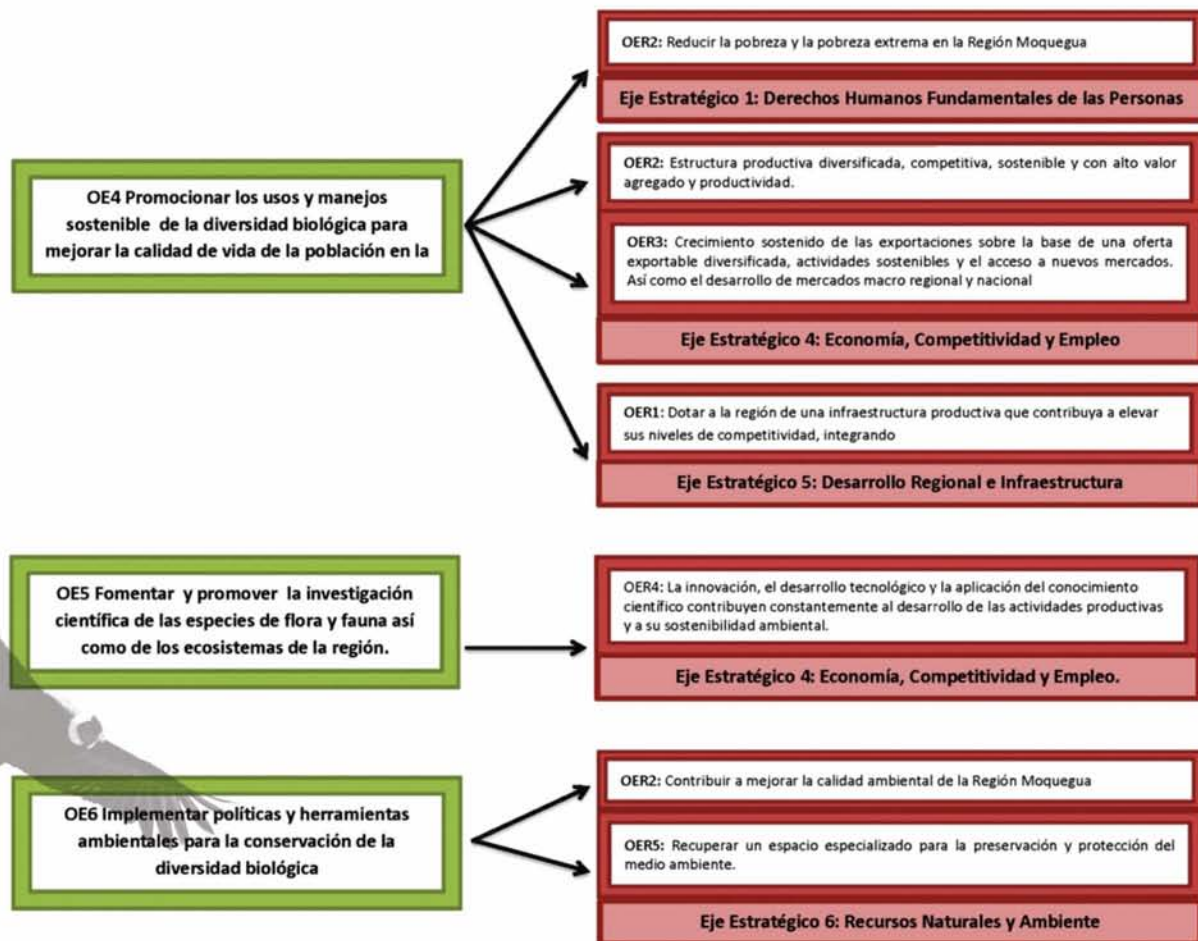 OER2: Reducir la pobreza y la pobreza extrema en la Región Moquegua
Eje Estratégico 1: Derechos Humanos Fundamentales de las Personas
OE4 Promocionar los usos y manejos
sostenible de la diversidad biológica para
mejorar la calidad de vida de la población en la
OER2: Estructura productiva diversificada, competitiva, sostenible y con alto valor
agregado y productividad.
OER3: Crecimiento sostenido de las exportaciones sobre la base de una oferta
exportable diversificada, actividades sostenibles y el acceso a nuevos mercados.
Así como el desarrollo de mercados macro regional y nacional
Eje Estratégico 4: Economía, Competitividad y Empleo
OER1: Dotar a la región de una infraestructura productiva que contribuya a elevar
sus niveles de competitividad, integrando
Eje Estratégico 5: Desarrollo Regional e Infraestructura
OE5 Fomentar y promover la investigación
científica de las especies de flora y fauna así
como de los ecosistemas de la región.
OER4: La innovación, el desarrollo tecnológico y la aplicación del conocimiento
científico contribuyen constantemente al desarrollo de las actividades productivas
y a su sostenibilidad ambiental.
Eje Estratégico 4: Economía, Competitividad y Empleo.
OE6 Implementar políticas y herramientas
ambientales para la conservación de la
diversidad biológica
OER2: Contribuir a mejorar la calidad ambiental de la Región Moquegua
OER5: Recuperar un espacio especializado para la preservación y protección del
medio ambiente.
Eje Estratégico 6: Recursos Naturales y Ambiente